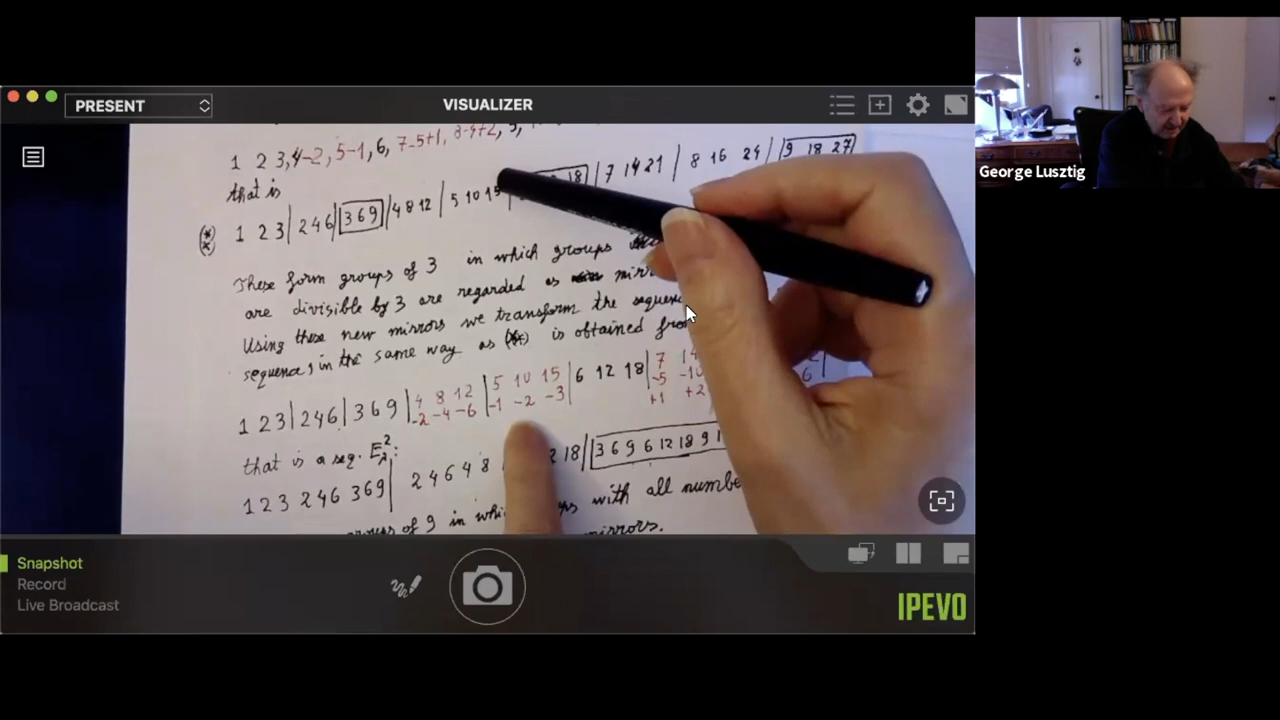 PRESENT
VISUALIZER
George Lusztig
1 2 3, 4-2, 5-1, 6, 7-5+1, 8-4+2,
that is
(**) 1 2 3 | 2 4 6 | 3 6 9 | 4 8 12 | 5 10 15 | 18 | 7 14 21 | 8 16 24 | 9 18 27
These form groups of 3 in which groups
are divisible by 3 are regarded as
Using these new mirrors we transform the
sequence, in the same way as is obtained
1 2 3 | 2 4 6 | 3 6 9 | 4 8 12 | 5 10 15 | 6 12 18 | 7
-2 -4 -6 | -1 -2 -3 | -5
+1 +2 6
that is a seq. E
1 2 3 2 4 6 3 6 9 | 2 4 6 4 8 2 18 | 3 6 9 6 12 18 9
groups of 9 in with all
mirrors.
Snapshot
Record
Live Broadcast
IPEVO